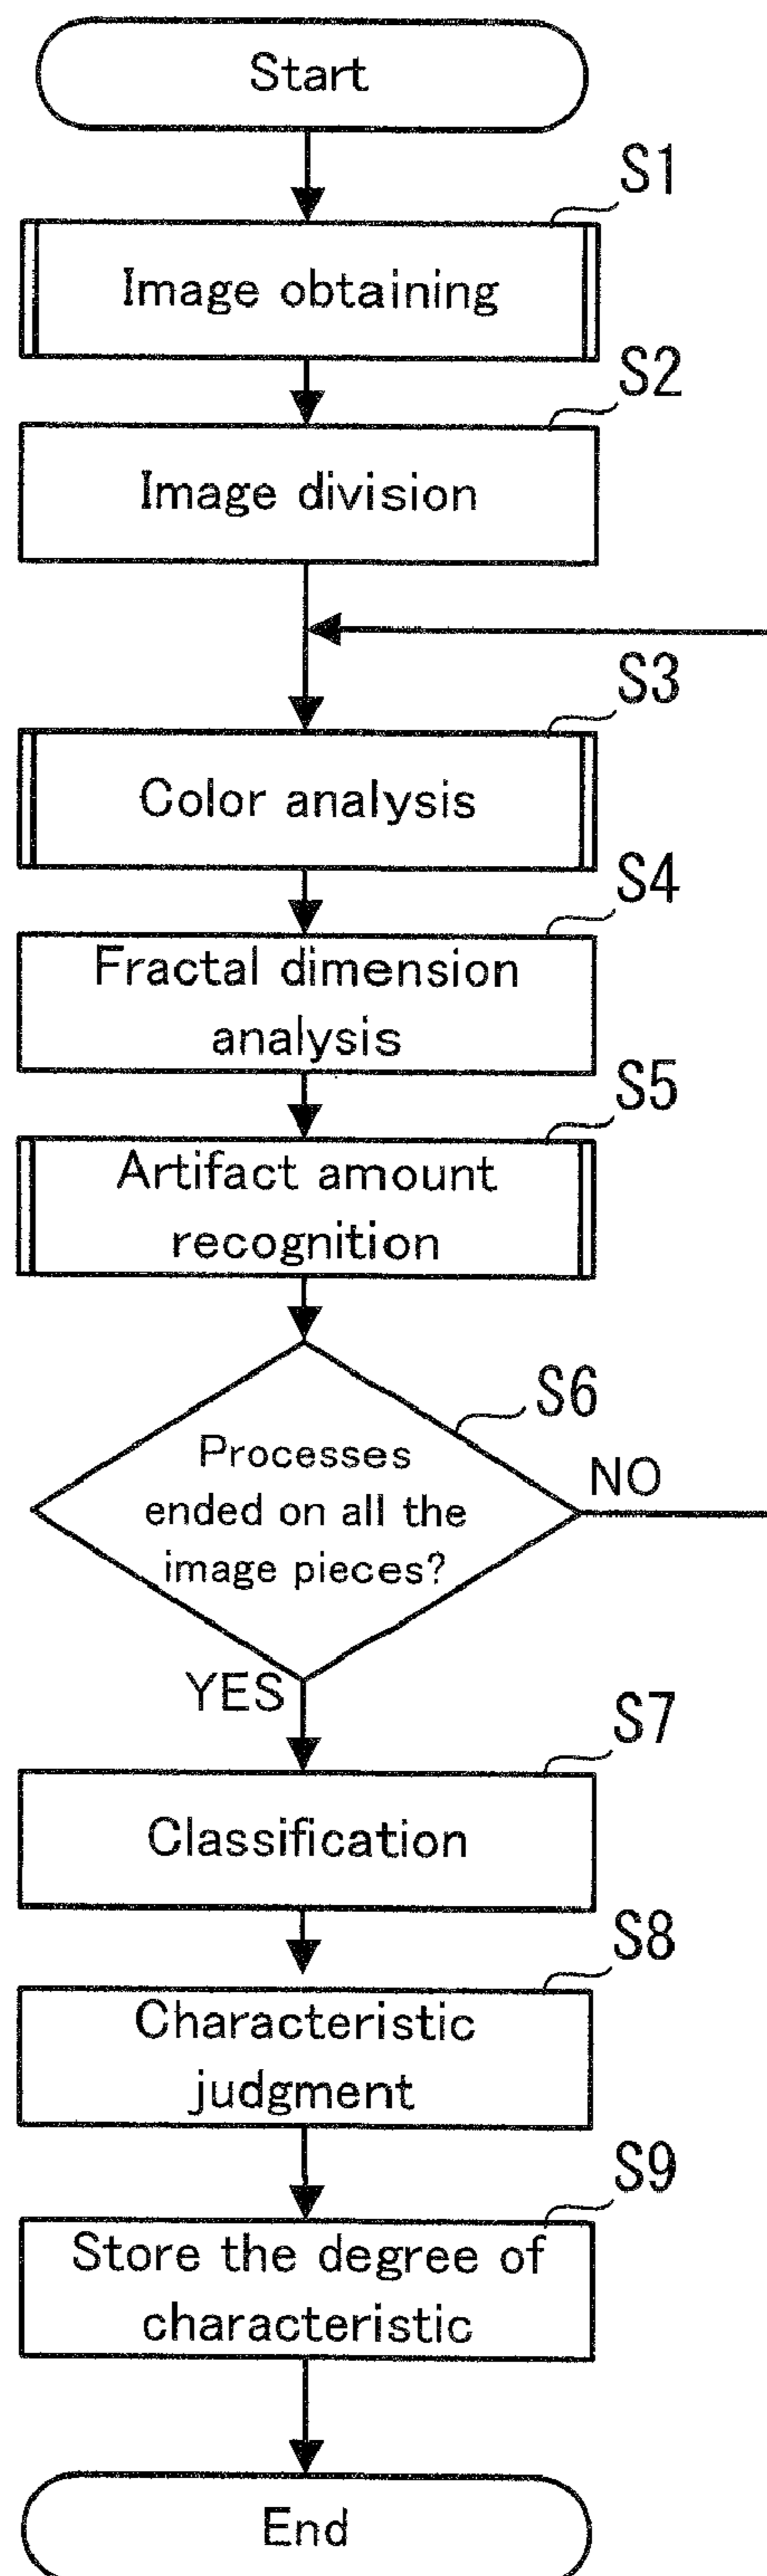 Start
S1
Image obtaining
S2
Image division
S3
Color analysis
S4
Fractal dimension
analysis
S5
Artifact amount
recognition
S6
Processes
ended on all the
image pieces?
NO
YES
S7
Classification
S8
Characteristic
judgment
S9
Store the degree of
characteristic
End